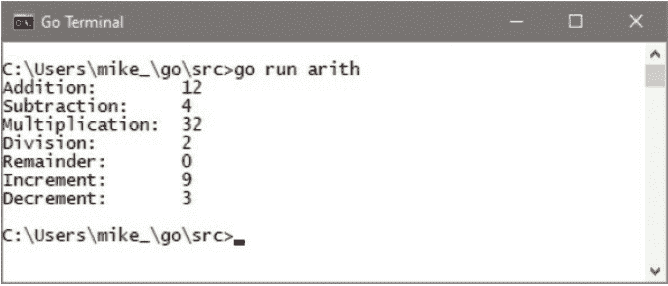 Go Terminal
C:\Users\mike_\go\src>go run arith
Addition: 12
Subtraction: 4
Multiplication: 32
Division: 2
Remainder: 0
Increment: 9
Decrement: 3
C:\Users\mike_\go\src>